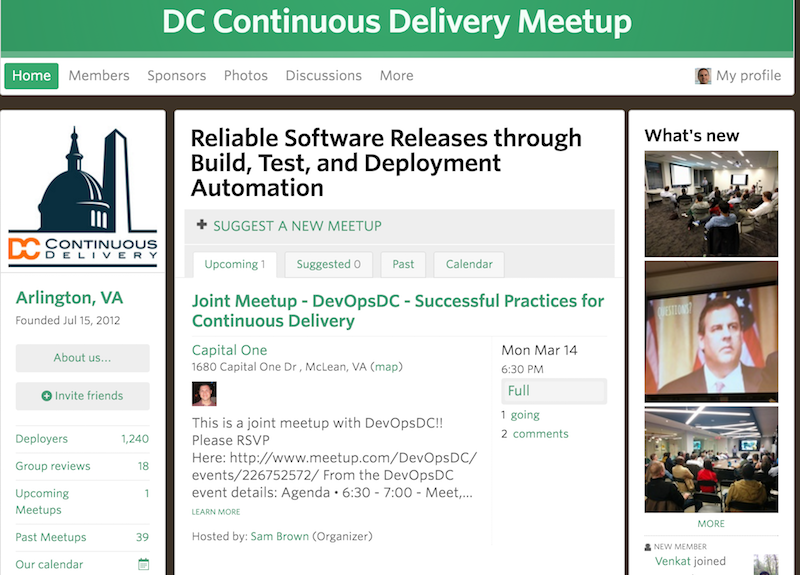 DC Continuous Delivery Meetup
Home Members Sponsors Photos Discussions More My profile
DC CONTINUOUS
DELIVERY
Arlington, VA
Founded Jul 15, 2012
About us...
Invite friends
Deployers 1,240
Group reviews 18
Upcoming 1
Meetups
Past Meetups 39
Our calendar
Reliable Software Releases through
Build, Test, and Deployment
Automation
+ SUGGEST A NEW MEETUP
Upcoming 1 Suggested 0 Past Calendar
Joint Meetup - DevOpsDC - Successful Practices for
Continuous Delivery
Capital One
1680 Capital One Dr , McLean, VA (map)
This is a joint meetup with DevOpsDC!!
Please RSVP
Here: http://www.meetup.com/DevOpsDC/
events/226752572/ From the DevOpsDC
event details: Agenda • 6:30 - 7:00 - Meet,...
LEARN MORE
Hosted by: Sam Brown (Organizer)
Mon Mar 14
6:30 PM
Full
1 going
2 comments
What's new
QUESTIONS?
MORE
NEW MEMBER
Venkat joined